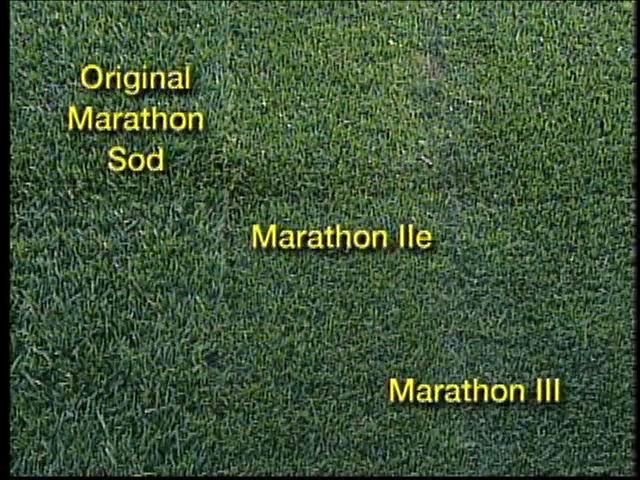 Original
Marathon
Sod
Marathon IIe
Marathon III